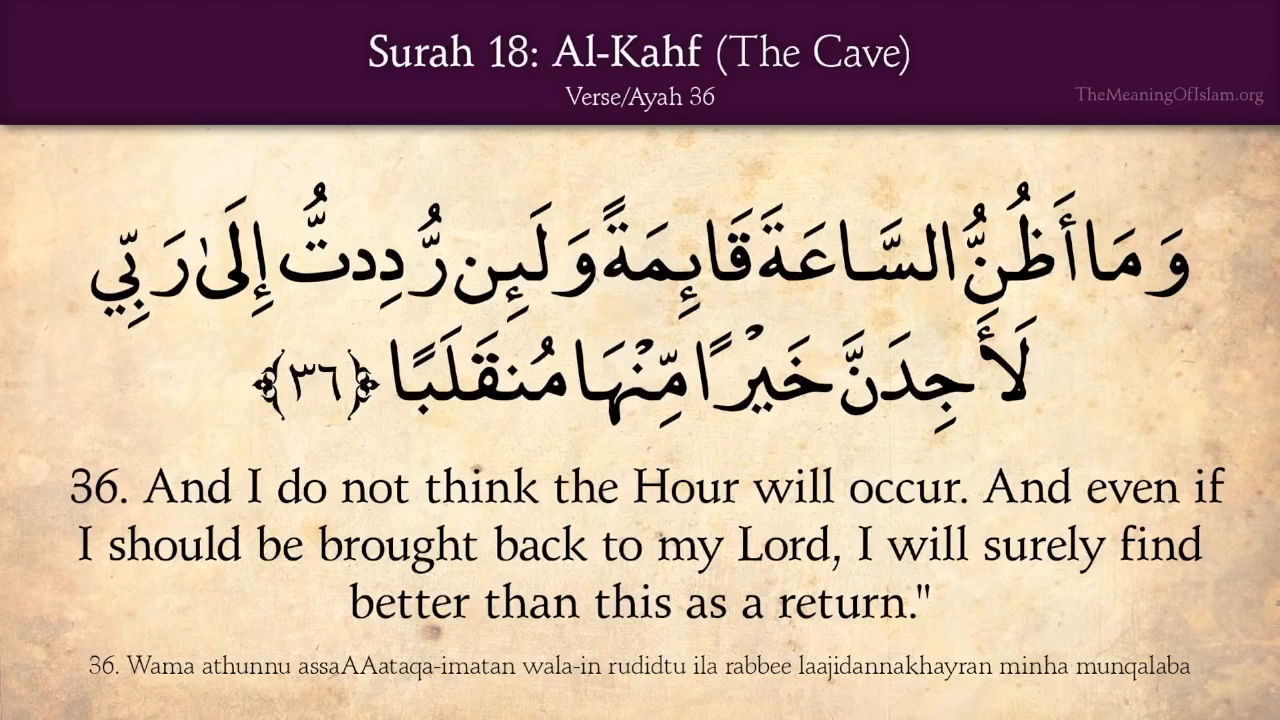 Surah 18: Al-Kahf (The Cave)
Verse/Ayah 36
TheMeaningOfIslam.org
وَمَا أَظُنُّ السَّاعَةَ قَايِٕمَةً وَلَيِٕن رُّدِدتُّ إِلَىٰ رَبِّي
لَأَجِدَنَّ خَيْرًا مِّنْهَا مُنقَلَبًا ﴿٣٦﴾
36. And I do not think the Hour will occur. And even if
I should be brought back to my Lord, I will surely find
better than this as a return."
36. Wama athunnu assaAAataqa-imatan wala-in rudidtu ila rabbee laajidannakhayran minha munqalaba